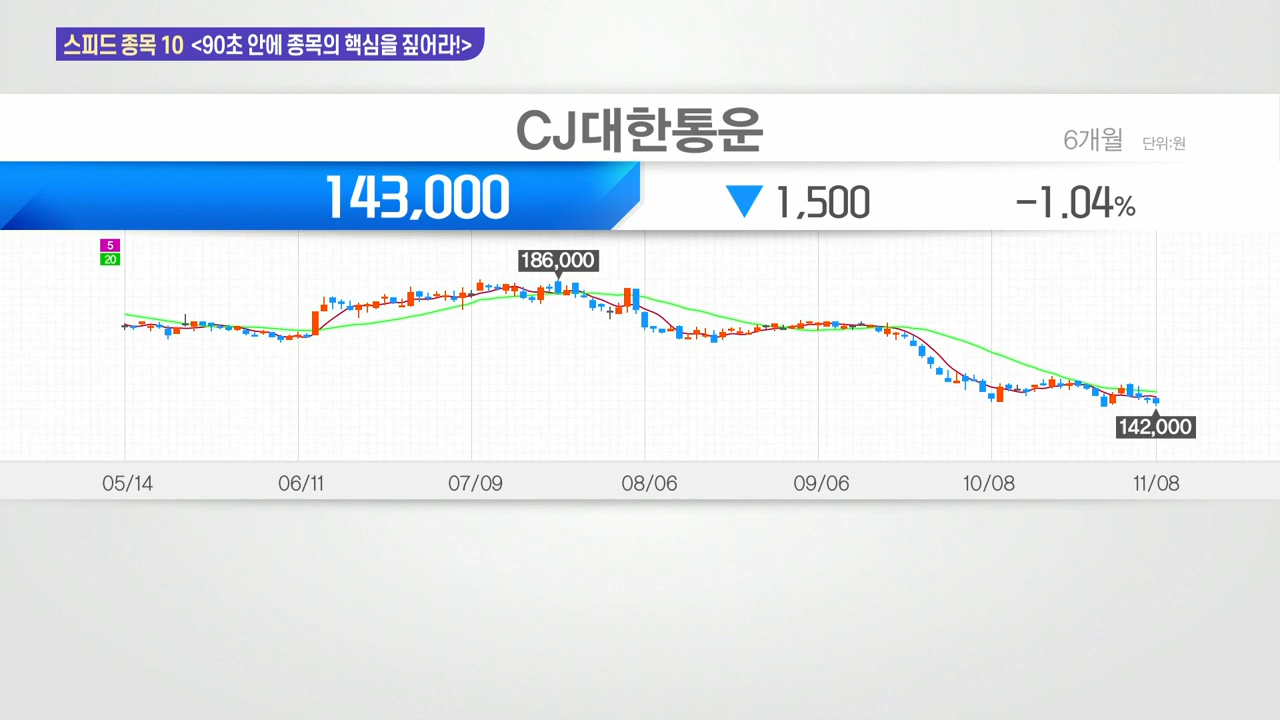 스피드 종목 10 <90초 안에 종목의 핵심을 짚어라!>
CJ대한통운
6개월 단위:원
143,000 ▼ 1,500 -1.04%
5
20
186,000
142,000
05/14 06/11 07/09 08/06 09/06 10/08 11/08